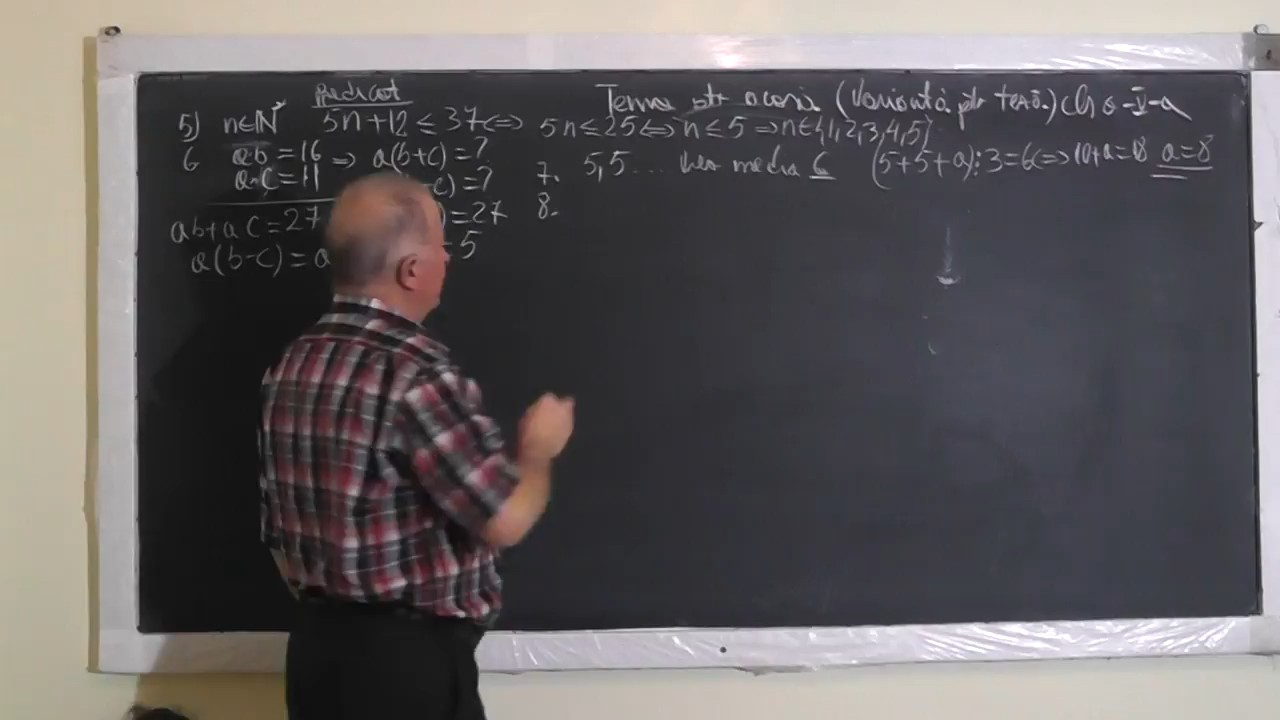 predicat
Tema ptr acasă (Variantă ptr teză.) Cls a-V-a
5) n∈ℕ* 5n+12 ≤ 37 <=> 5n ≤ 25 <=> n ≤ 5 => n∈{1,2,3,4,5}
6 ab=16 => a(b+c)=?
ac=11 -c)=?
ab+ac=27 )=27
a(b-c)=a -5
7. 5,5... media 6 (5+5+a):3=6 => 10+a=18 a=8
8.